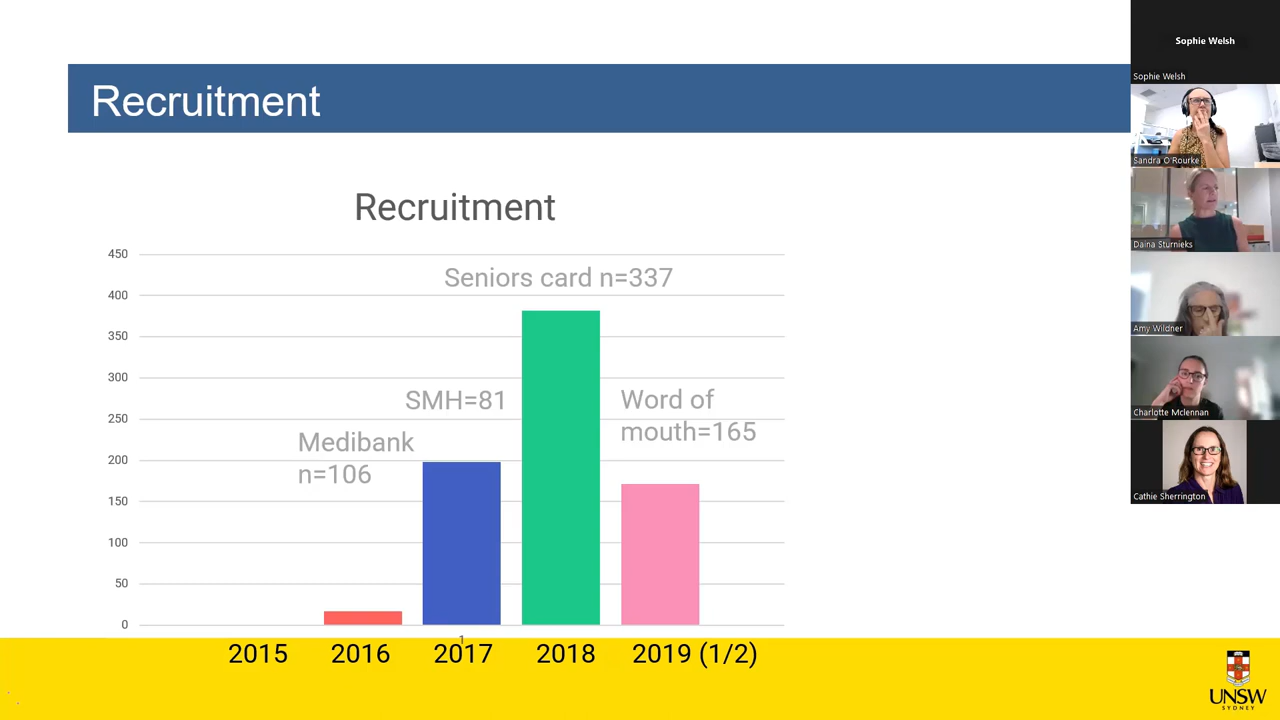 Recruitment
Recruitment
450
400
350
300
250
200
150
100
50
0
Seniors card n=337
SMH=81
Word of
mouth=165
Medibank
n=106
1
2015
2016
2017
2018
2019 (1/2)
Sophie Welsh
Sophie Welsh
Sandra O'Rourke
Daina Sturnieks
Amy Wildner
Charlotte Mclennan
Cathie Sherrington
UNSW
SYDNEY